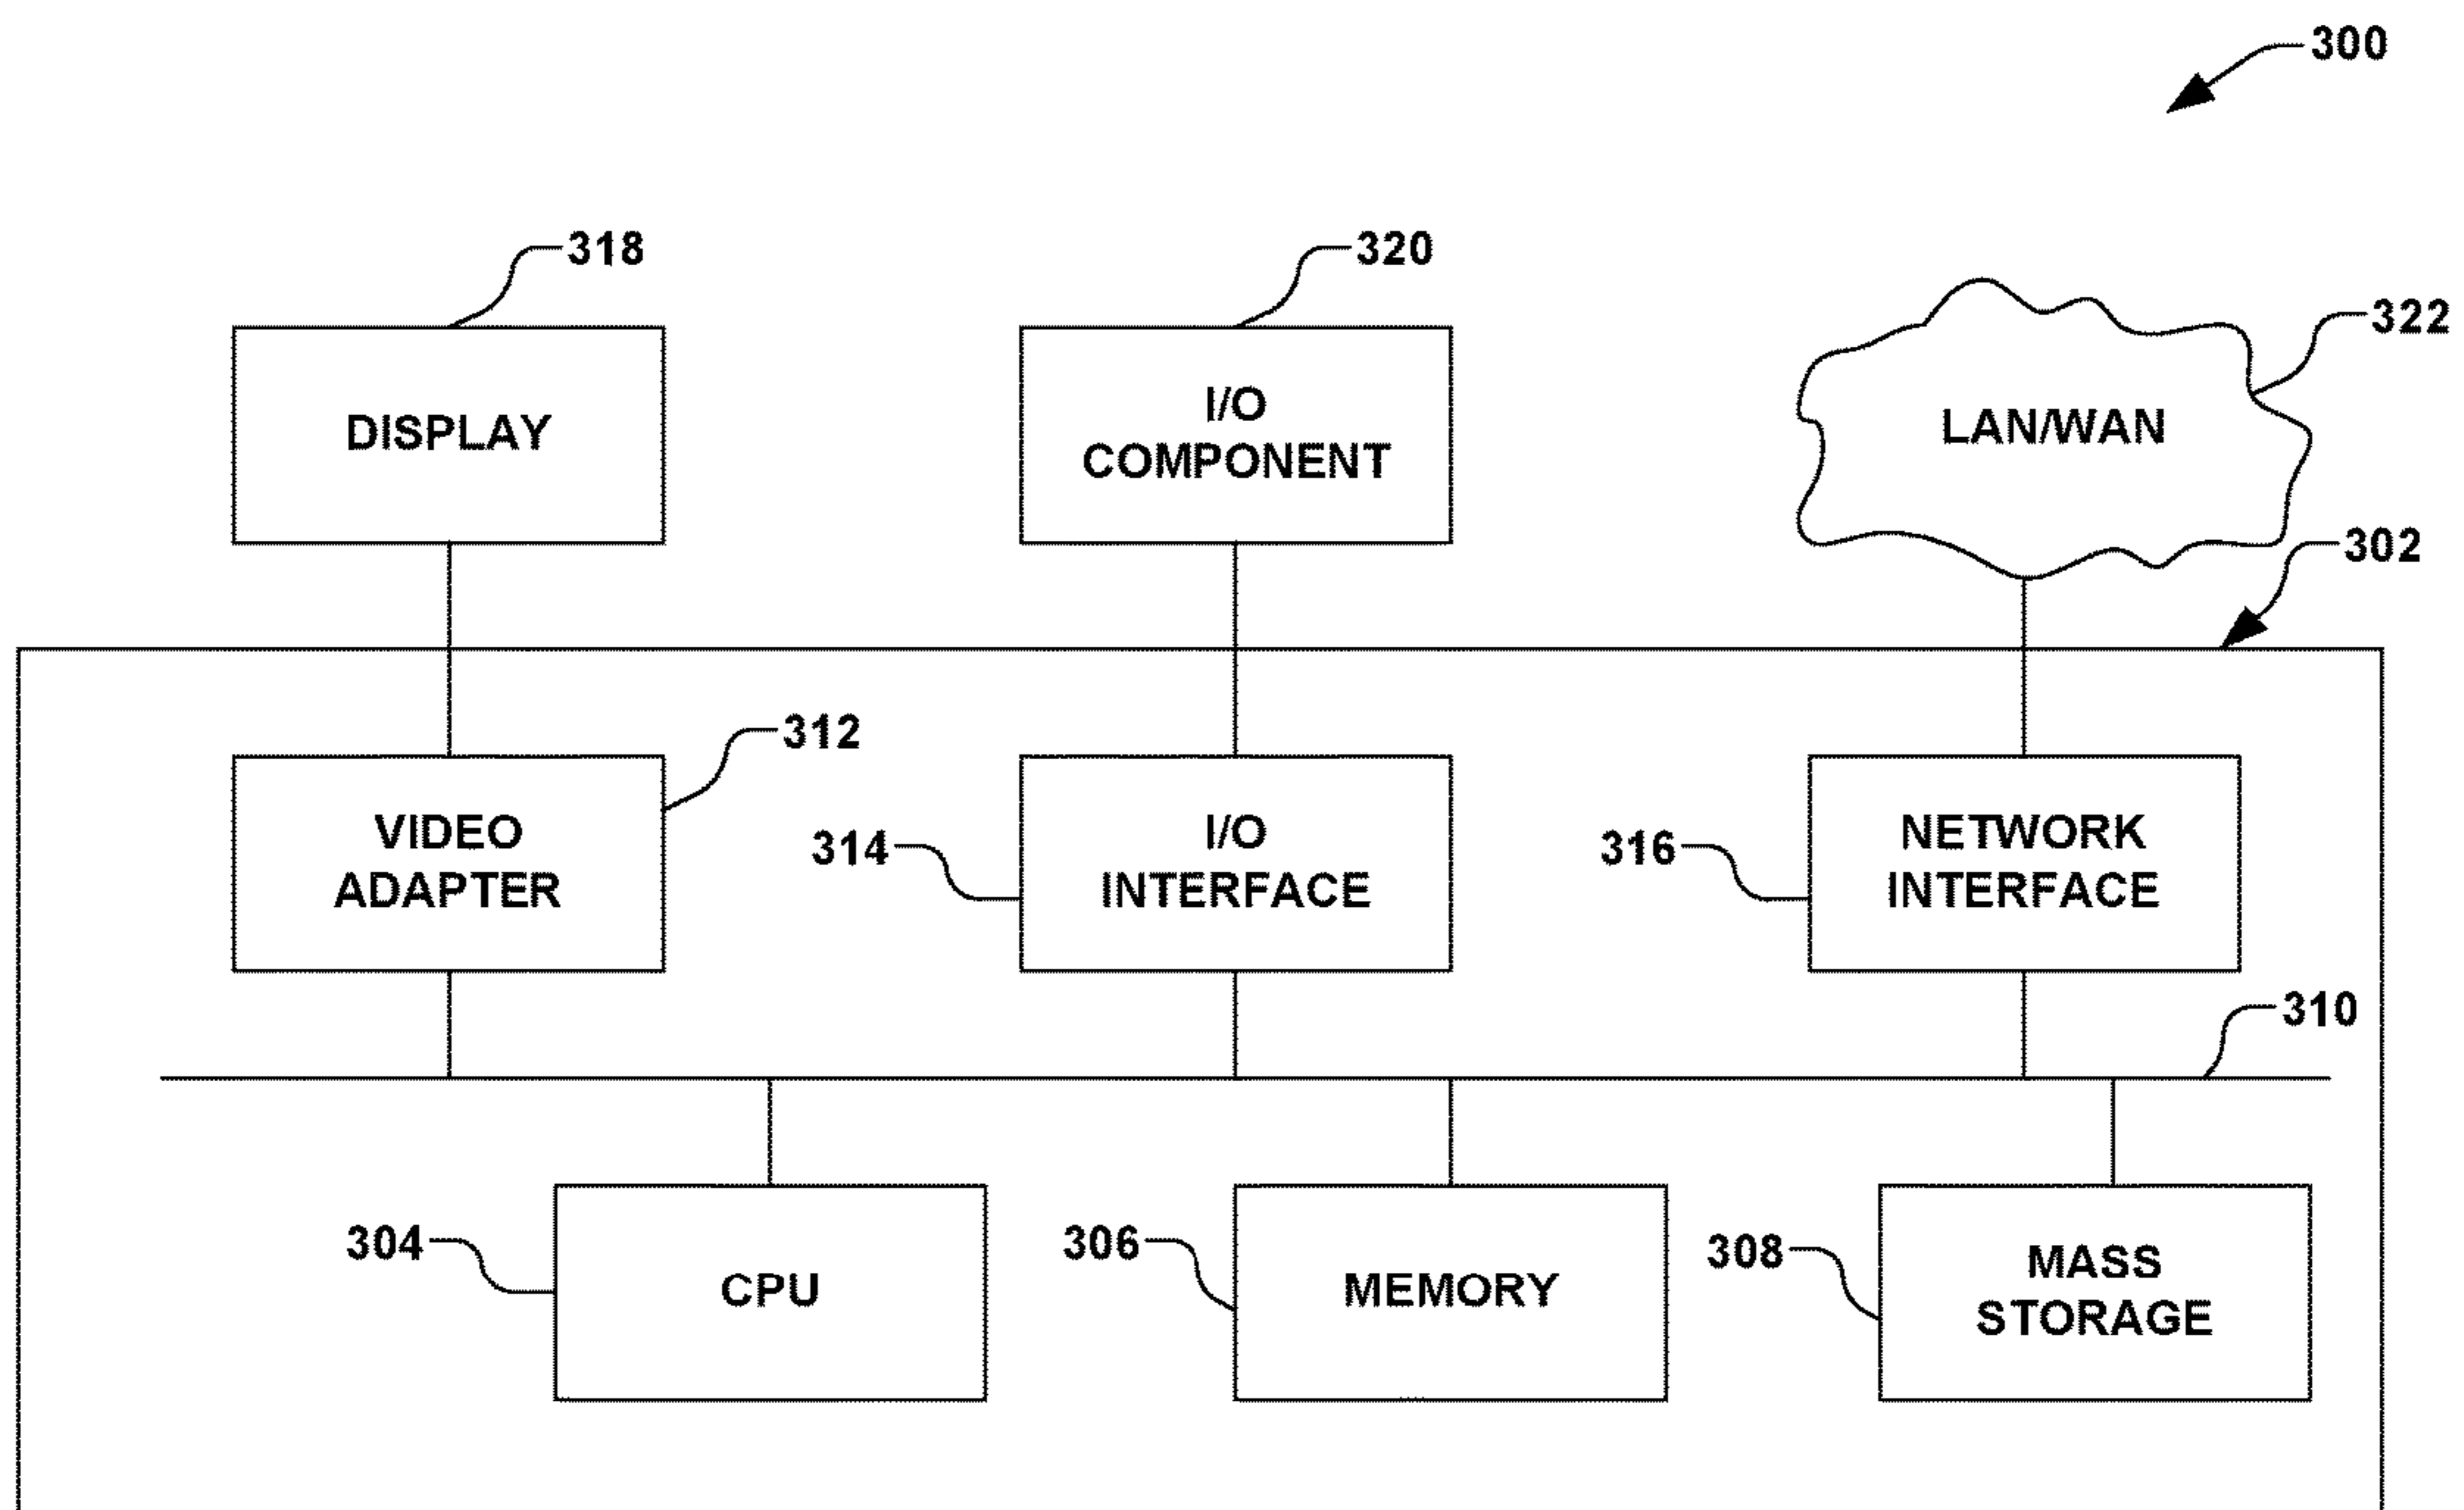 300
318
320
322
DISPLAY
I/O
COMPONENT
LAN/WAN
302
312
VIDEO
ADAPTER
314
I/O
INTERFACE
316
NETWORK
INTERFACE
310
304
CPU
306
MEMORY
308
MASS
STORAGE